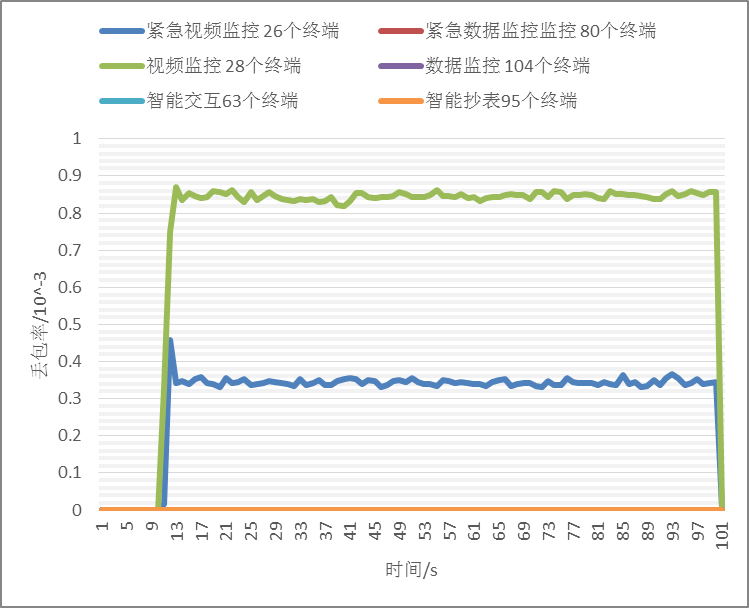 紧急视频监控 26个终端
紧急数据监控监控 80个终端
视频监控 28个终端
数据监控 104个终端
智能交互63个终端
智能抄表95个终端
1
0.9
0.8
0.7
0.6
0.5
0.4
0.3
0.2
0.1
0
丢包率/10^-3
1 5 9 13 17 21 25 29 33 37 41 45 49 53 57 61 65 69 73 77 81 85 89 93 97 101
时间/s